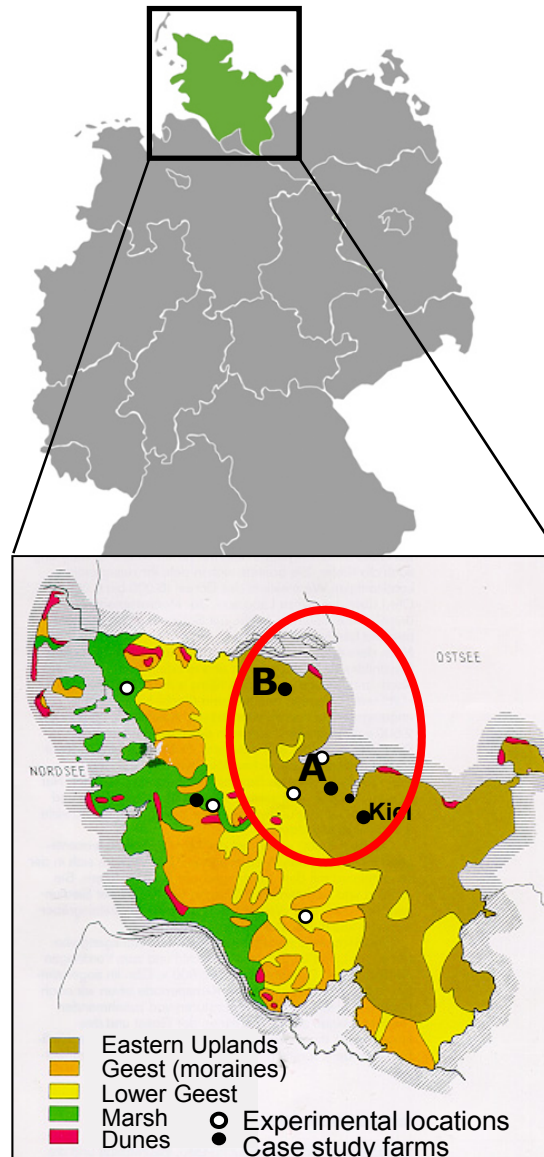 OSTSEE
B
NORDSEE
A
Kiel
Eastern Uplands
Geest (moraines)
Lower Geest
Marsh
Dunes
Experimental locations
Case study farms